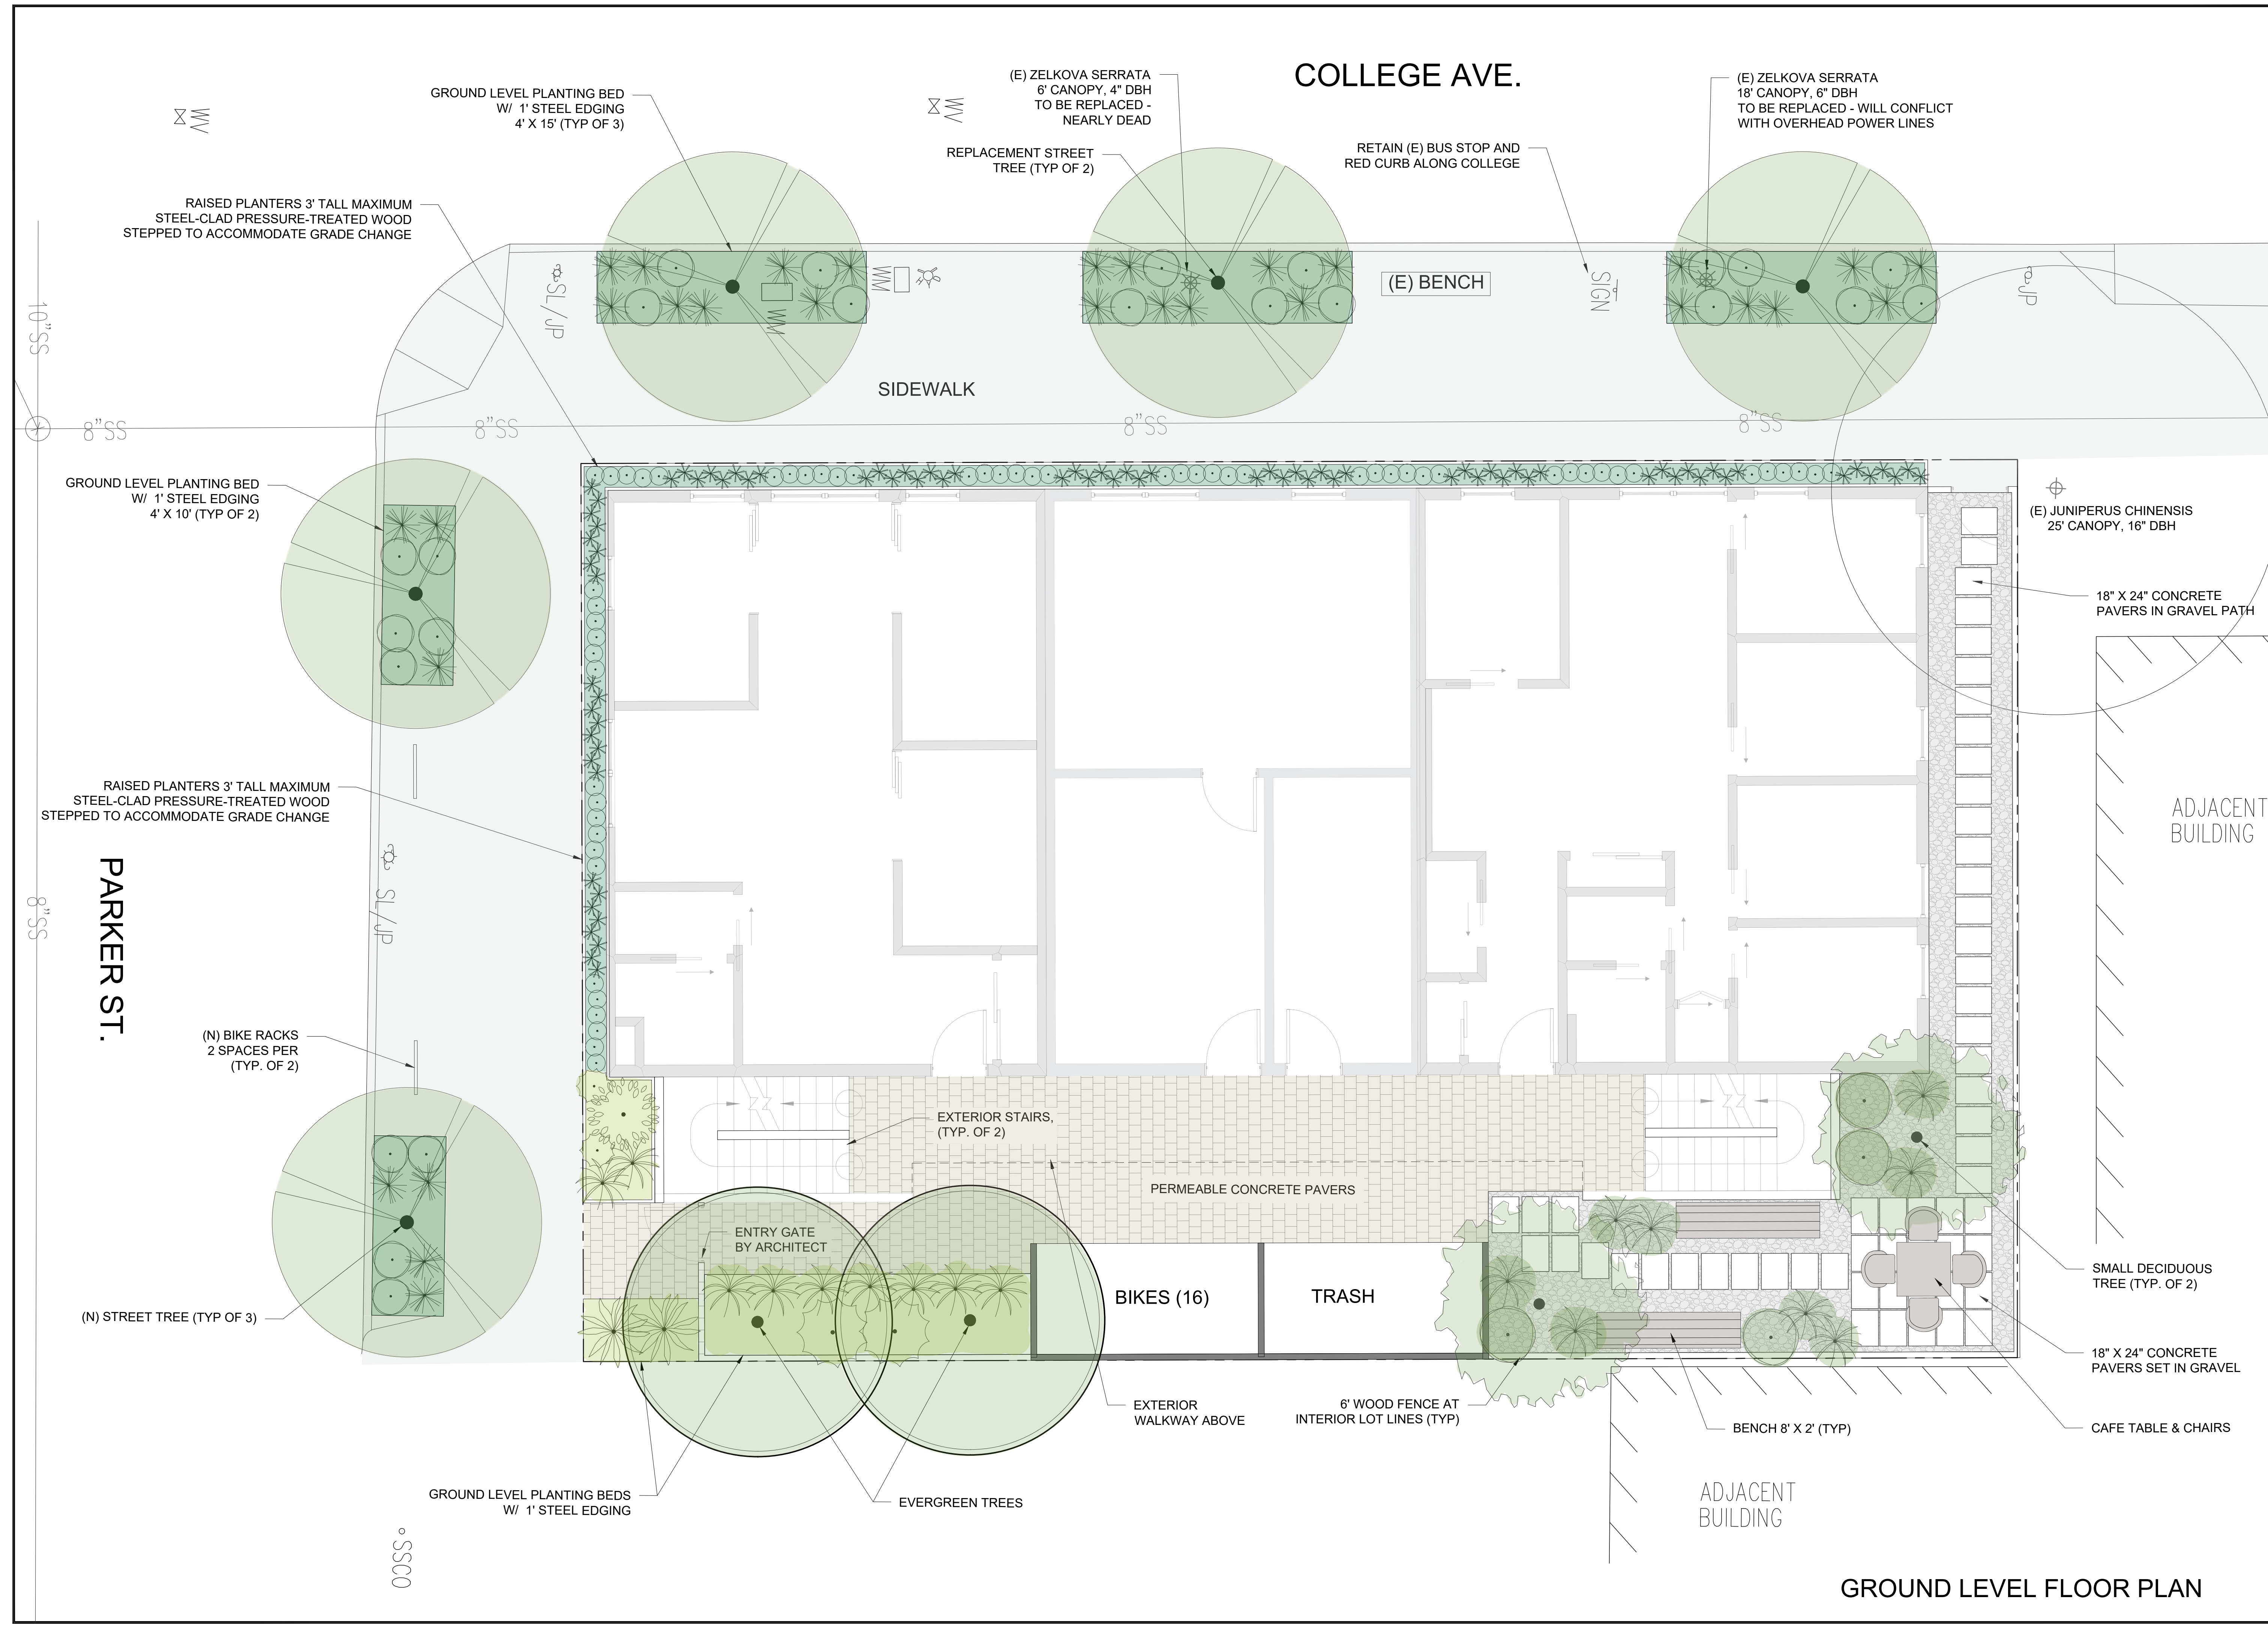 COLLEGE AVE.
GROUND LEVEL PLANTING BED
W/ 1' STEEL EDGING
4' X 15' (TYP OF 3)
(E) ZELKOVA SERRATA
6' CANOPY, 4" DBH
TO BE REPLACED -
NEARLY DEAD
REPLACEMENT STREET
TREE (TYP OF 2)
RETAIN (E) BUS STOP AND
RED CURB ALONG COLLEGE
(E) ZELKOVA SERRATA
18' CANOPY, 6" DBH
TO BE REPLACED - WILL CONFLICT
WITH OVERHEAD POWER LINES
WV
WV
RAISED PLANTERS 3' TALL MAXIMUM
STEEL-CLAD PRESSURE-TREATED WOOD
STEPPED TO ACCOMMODATE GRADE CHANGE
SL/JP
WM
WM
(E) BENCH
SIGN
JP
10"SS
SIDEWALK
8"SS
8"SS
8"SS
8"SS
GROUND LEVEL PLANTING BED
W/ 1' STEEL EDGING
4' X 10' (TYP OF 2)
(E) JUNIPERUS CHINENSIS
25' CANOPY, 16" DBH
18" X 24" CONCRETE
PAVERS IN GRAVEL PATH
RAISED PLANTERS 3' TALL MAXIMUM
STEEL-CLAD PRESSURE-TREATED WOOD
STEPPED TO ACCOMMODATE GRADE CHANGE
ADJACENT
BUILDING
PARKER ST.
8"SS
SL/JP
(N) BIKE RACKS
2 SPACES PER
(TYP. OF 2)
EXTERIOR STAIRS,
(TYP. OF 2)
PERMEABLE CONCRETE PAVERS
ENTRY GATE
BY ARCHITECT
BIKES (16)
TRASH
SMALL DECIDUOUS
TREE (TYP. OF 2)
(N) STREET TREE (TYP OF 3)
18" X 24" CONCRETE
PAVERS SET IN GRAVEL
EXTERIOR
WALKWAY ABOVE
6' WOOD FENCE AT
INTERIOR LOT LINES (TYP)
BENCH 8' X 2' (TYP)
CAFE TABLE & CHAIRS
GROUND LEVEL PLANTING BEDS
W/ 1' STEEL EDGING
EVERGREEN TREES
ADJACENT
BUILDING
SSCO
GROUND LEVEL FLOOR PLAN